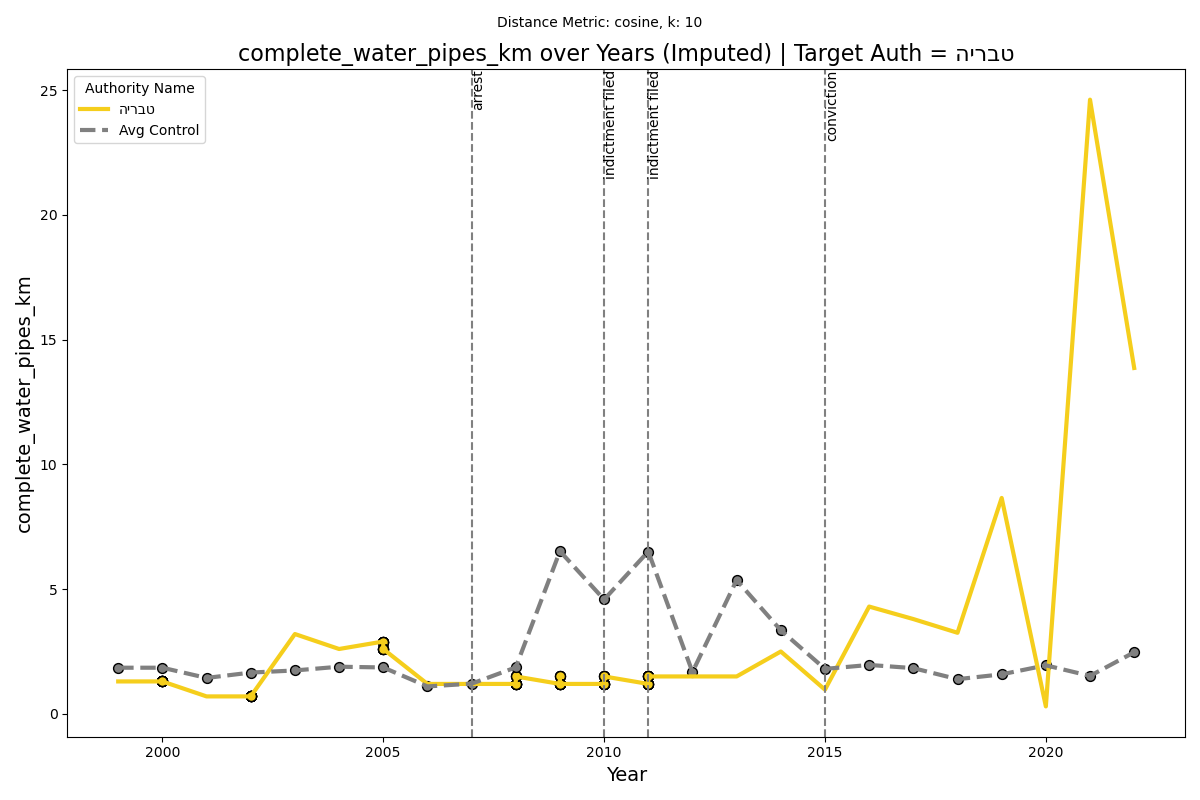 Distance Metric: cosine, k: 10
complete_water_pipes_km over Years (Imputed) | Target Auth = טבריה
Authority Name
טבריה
Avg Control
arrest
indictment filed
indictment filed
conviction
complete_water_pipes_km
25
20
15
10
5
0
2000
2005
2010
2015
2020
Year